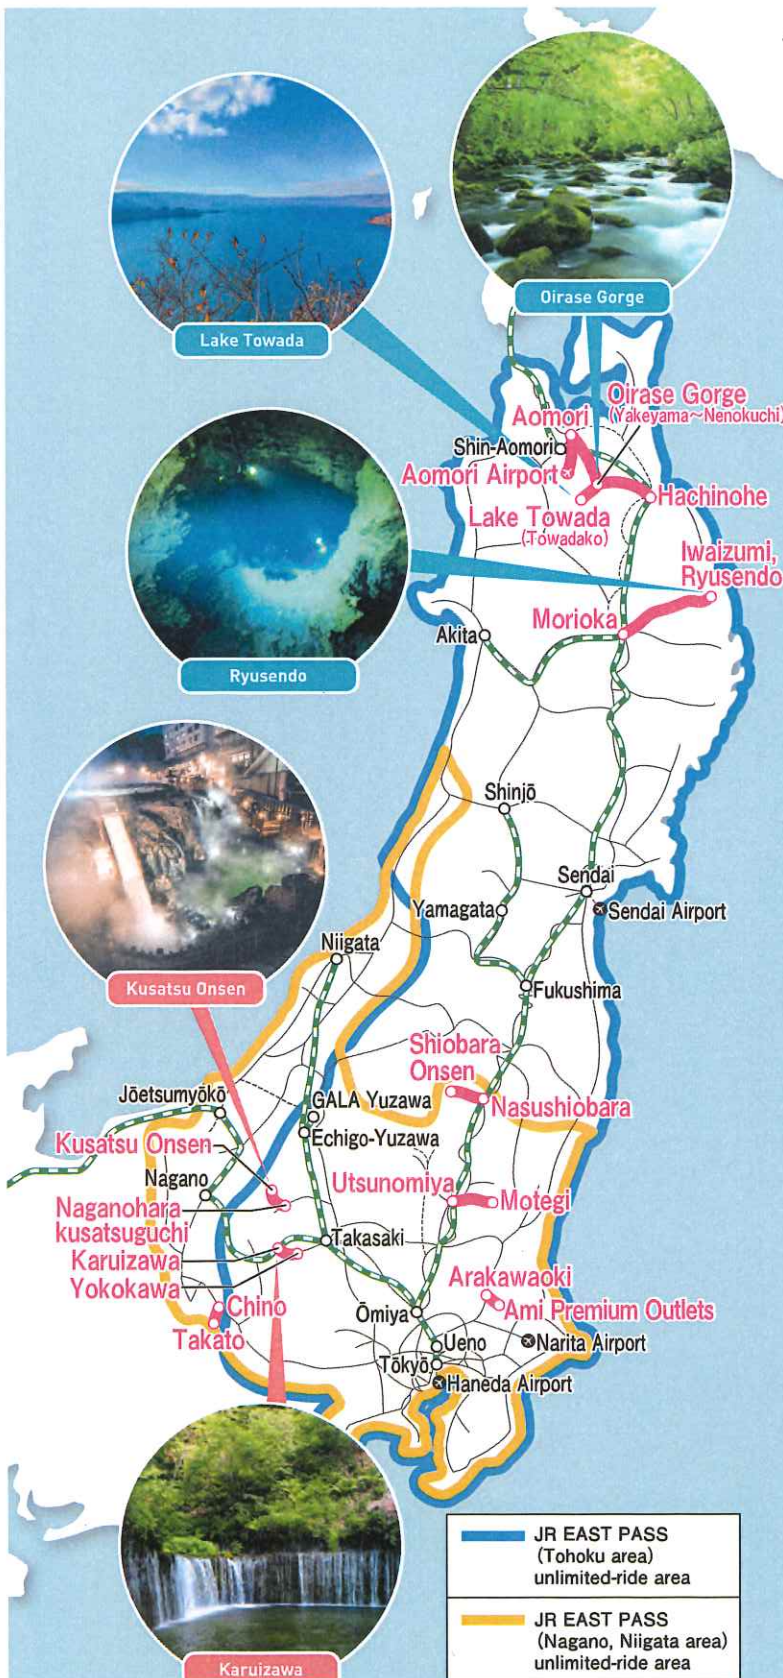 Lake Towada
Oirase Gorge
Oirase Gorge
(Yakeyama~Nenokuchi)
Aomori
Shin-Aomori
Aomori Airport
Hachinohe
Lake Towada
(Towadako)
Iwaizumi,
Ryusendo
Morioka
Akita
Ryusendo
Shinjō
Sendai
Yamagata
Sendai Airport
Niigata
Kusatsu Onsen
Fukushima
Shiobara
Onsen
Jōetsumyōkō
GALA Yuzawa
Nasushiobara
Echigo-Yuzawa
Kusatsu Onsen
Nagano
Utsunomiya
Motegi
Naganohara
kusatsuguchi
Takasaki
Karuizawa
Yokokawa
Arakawaoki
Ami Premium Outlets
Chino
Ōmiya
Takato
Ueno
Narita Airport
Tōkyō
Haneda Airport
JR EAST PASS
(Tohoku area)
unlimited-ride area
JR EAST PASS
(Nagano, Niigata area)
unlimited-ride area
Karuizawa